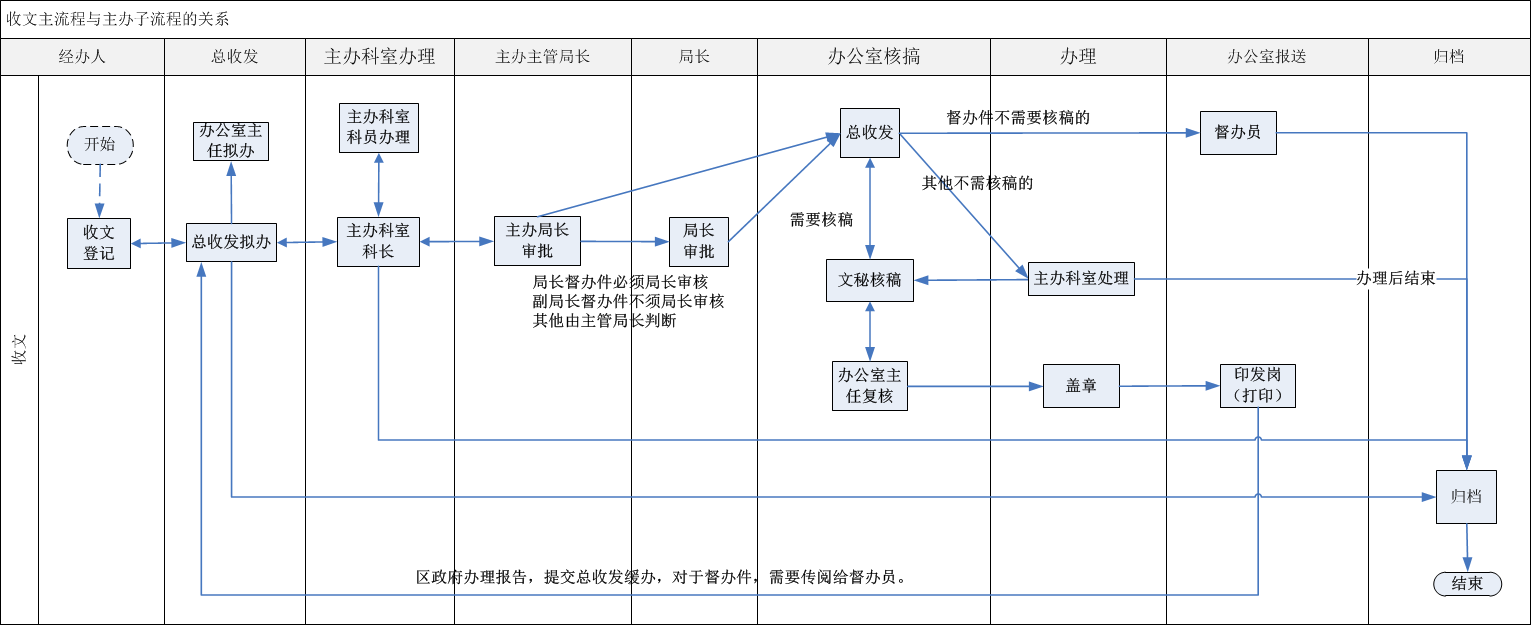 收文主流程与主办子流程的关系
经办人
总收发
主办科室办理
主办主管局长
局长
办公室核搞
办理
办公室报送
归档
收文
开始
收文
登记
办公室主
任拟办
总收发拟办
主办科室
科员办理
主办科室
科长
主办局长
审批
局长
审批
局长督办件必须局长审核
副局长督办件不须局长审核
其他由主管局长判断
总收发
督办件不需要核稿的
督办员
其他不需核稿的
需要核稿
文秘核稿
主办科室处理
办理后结束
办公室主
任复核
盖章
印发岗
（打印）
归档
区政府办理报告，提交总收发缓办，对于督办件，需要传阅给督办员。
结束